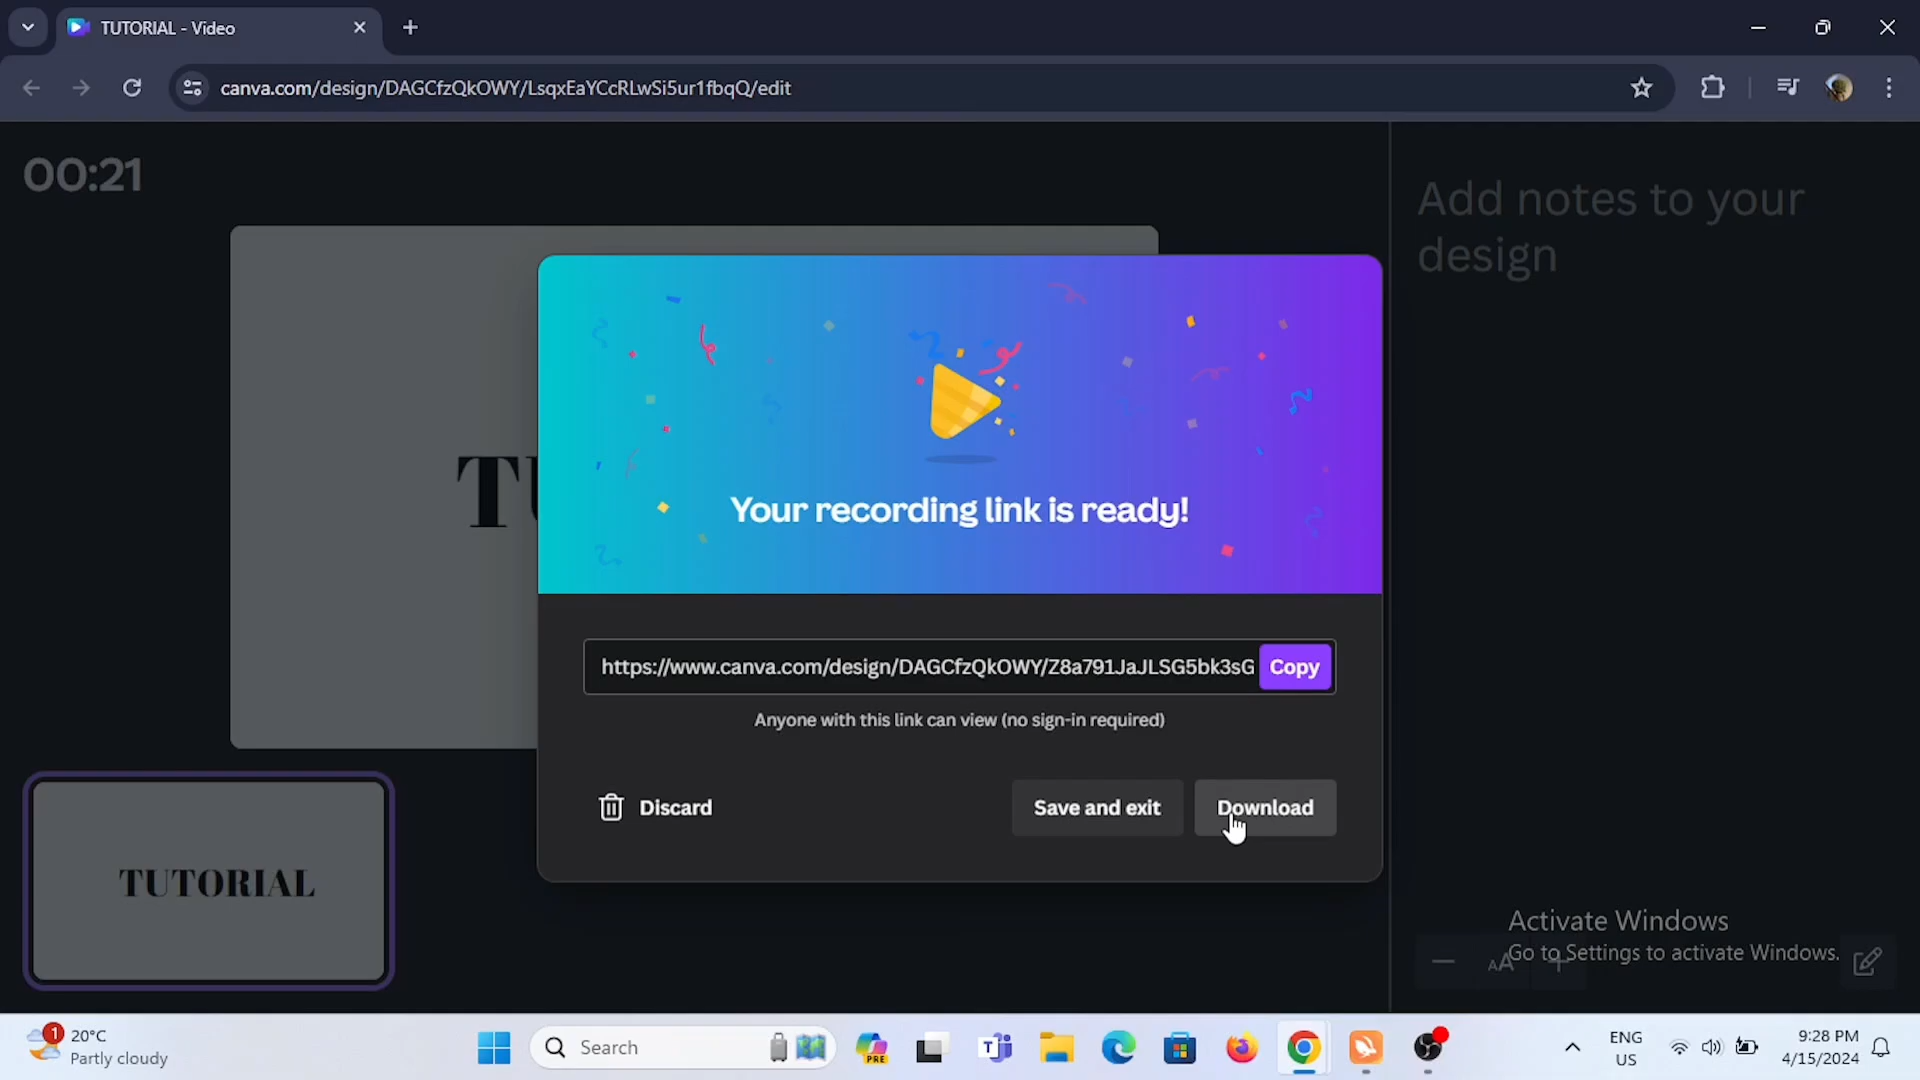 TUTORIAL - Video
canva.com/design/DAGCfzQkOWY/LsqxEaYCcRLwSi5ur1fbqQ/edit
00:21
Add notes to your
design
Your recording link is ready!
https://www.canva.com/design/DAGCfzQkOWY/Z8a791JaJLSG5bk3sG
Copy
Anyone with this link can view (no sign-in required)
Discard
Save and exit
Download
TUTORIAL
Activate Windows
Go to Settings to activate Windows.
AA
1
20°C
Partly cloudy
Search
PRE
ENG
US
9:28 PM
4/15/2024